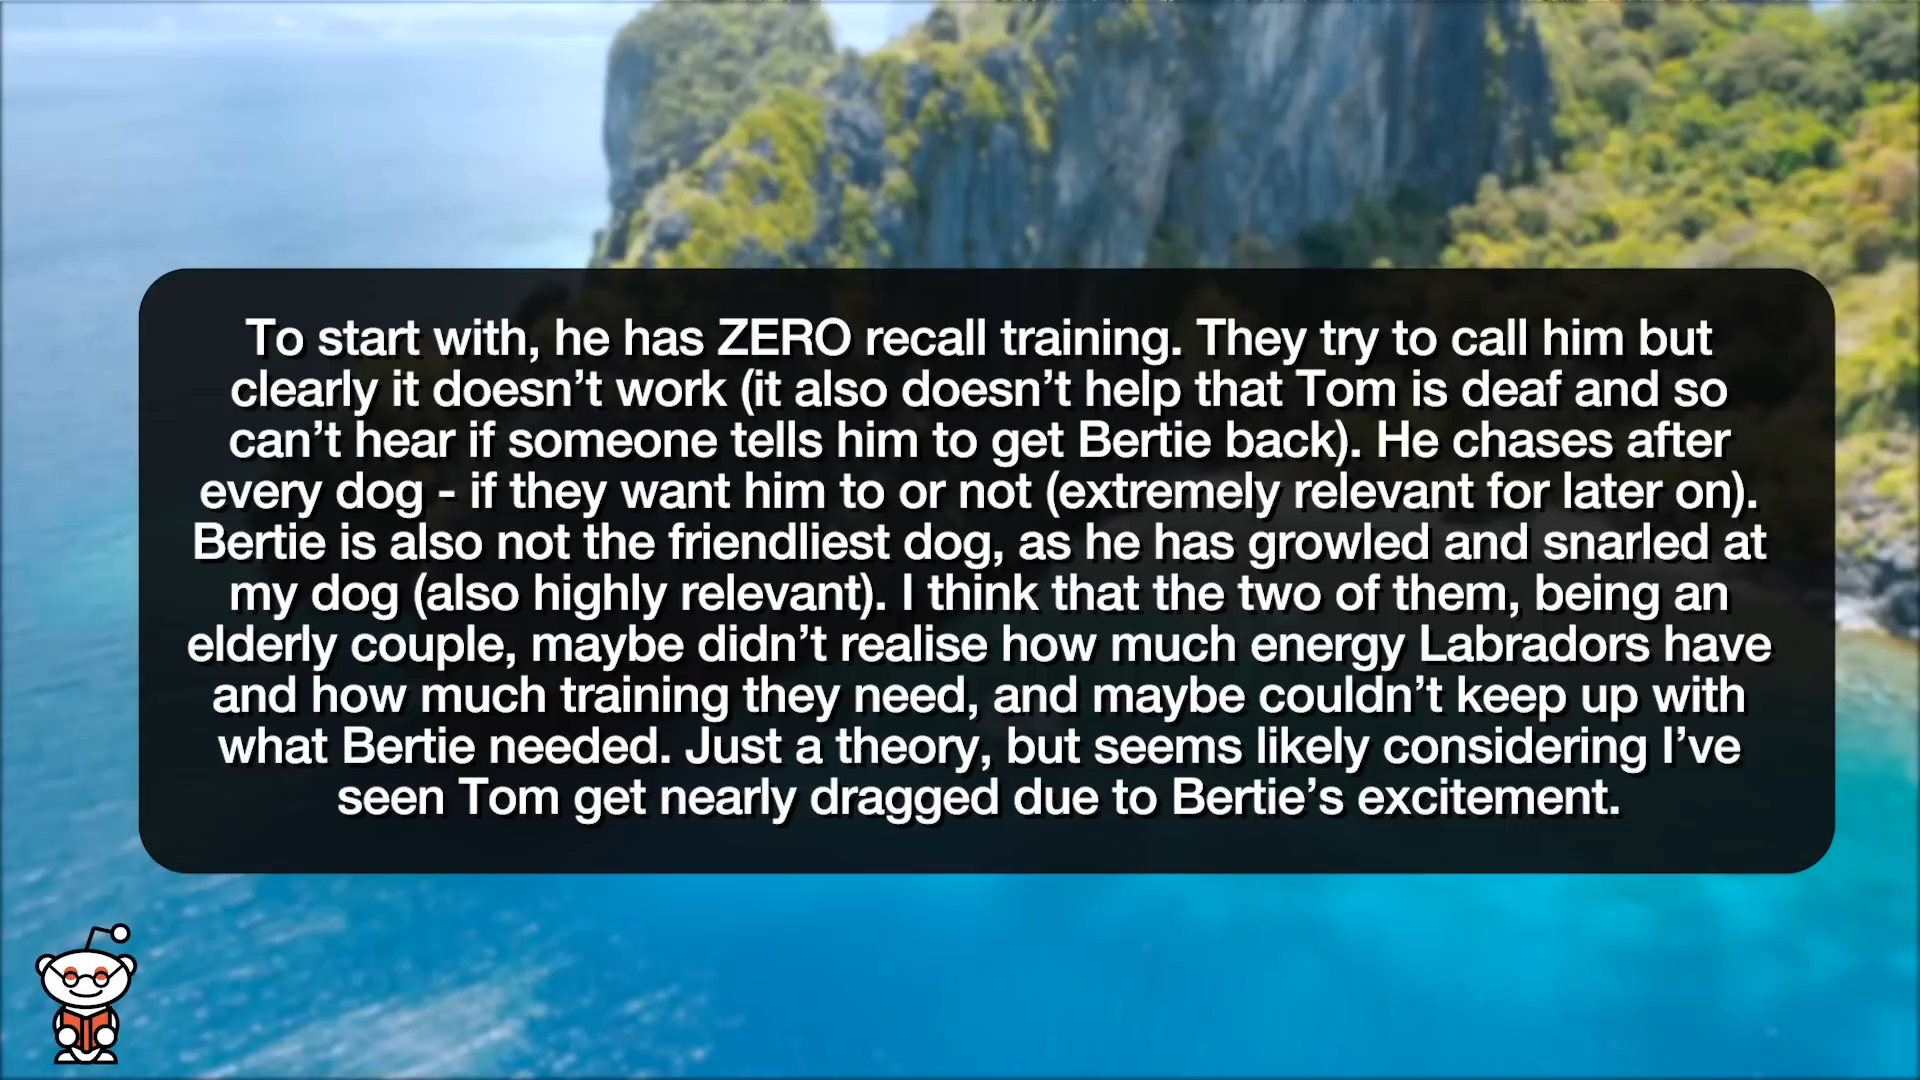 To start with, he has ZERO recall training. They try to call him but
clearly it doesn’t work (it also doesn’t help that Tom is deaf and so
can’t hear if someone tells him to get Bertie back). He chases after
every dog - if they want him to or not (extremely relevant for later on).
Bertie is also not the friendliest dog, as he has growled and snarled at
my dog (also highly relevant). I think that the two of them, being an
elderly couple, maybe didn’t realise how much energy Labradors have
and how much training they need, and maybe couldn’t keep up with
what Bertie needed. Just a theory, but seems likely considering I’ve
seen Tom get nearly dragged due to Bertie’s excitement.